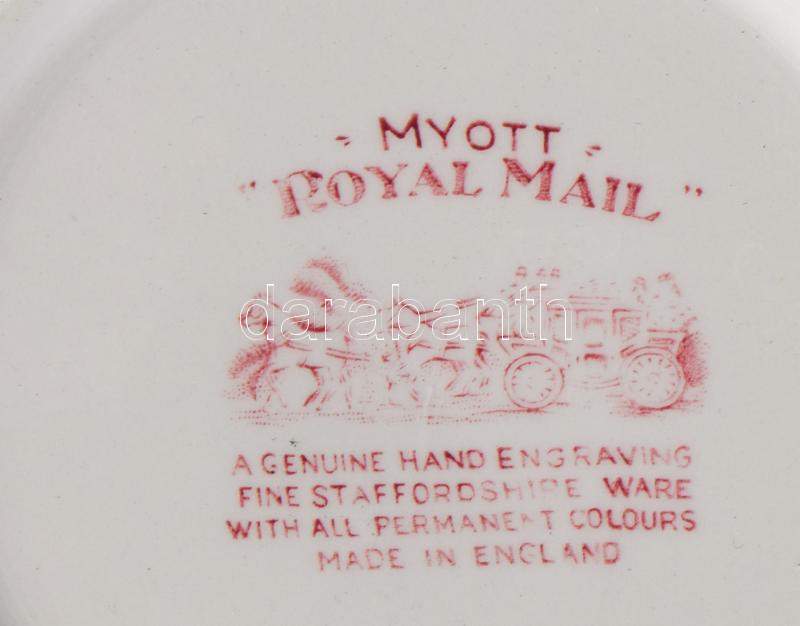 - MYOTT -
"ROYAL MAIL"
darabanth
A GENUINE HAND ENGRAVING
FINE STAFFORDSHIRE WARE
WITH ALL PERMANENT COLOURS
MADE IN ENGLAND